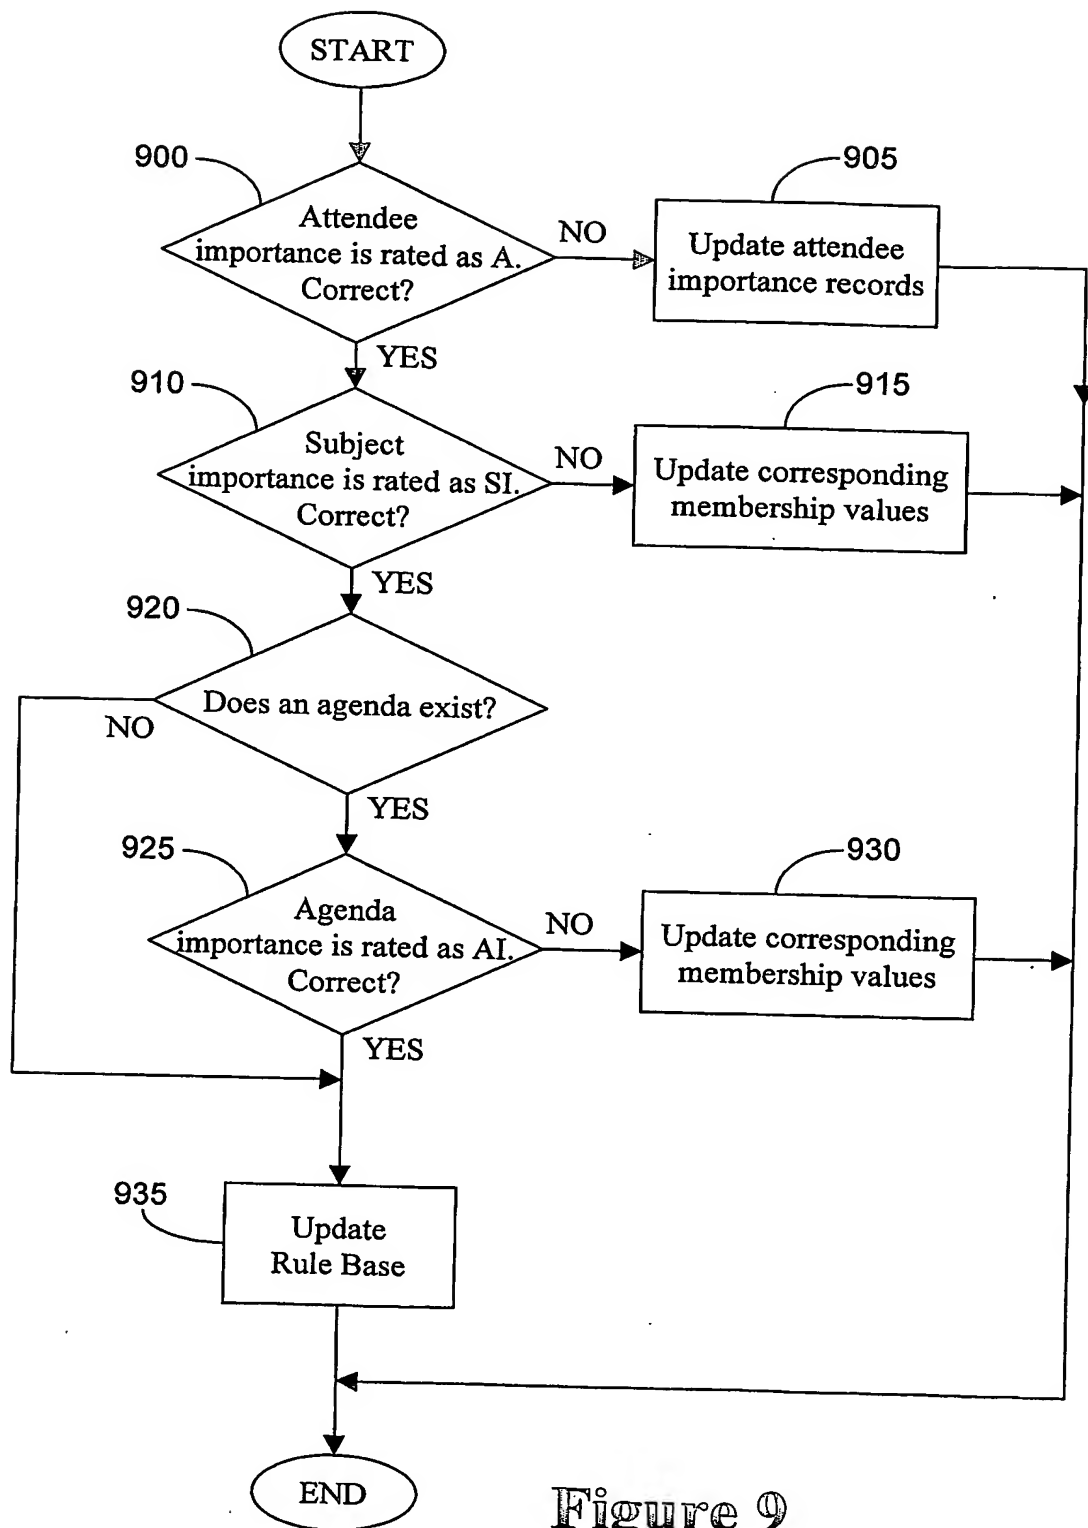 START
900
Attendee
importance is rated as A.
Correct?
NO
905
Update attendee
importance records
YES
910
Subject
importance is rated as SI.
Correct?
NO
915
Update corresponding
membership values
YES
920
Does an agenda exist?
NO
YES
925
Agenda
importance is rated as AI.
Correct?
NO
930
Update corresponding
membership values
YES
935
Update
Rule Base
END
Figure 9